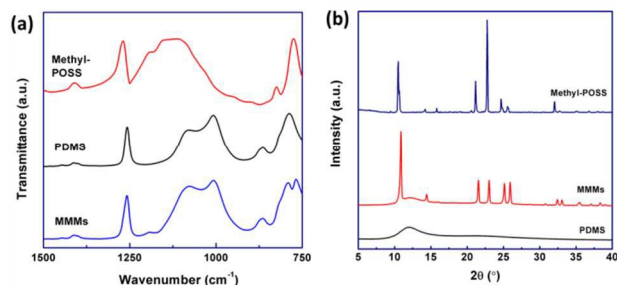 (a)
Methyl-
POSS
PDMS
MMMs
Transmittance (a.u.)
1500 1250 1000 750
Wavenumber (cm⁻¹)
(b)
Methyl-POSS
MMMs
PDMS
Intensity (a.u.)
5 10 15 20 25 30 35 40
2θ (°)